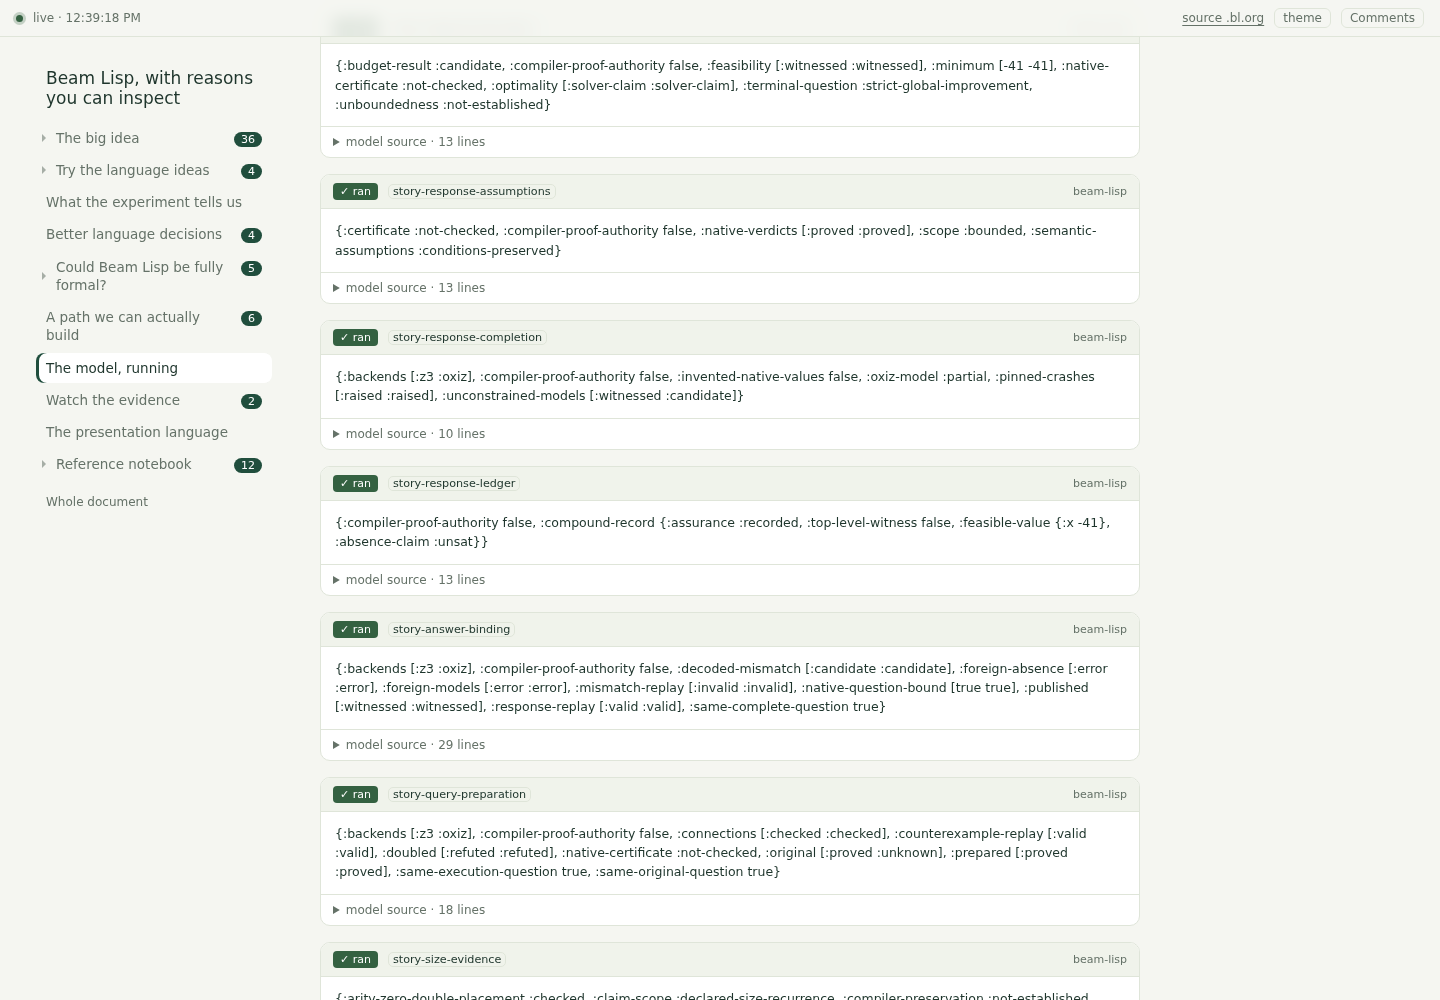 live · 12:39:18 PM
source .bl.org
theme
Comments
Beam Lisp, with reasons
you can inspect
The big idea 36
Try the language ideas 4
What the experiment tells us
Better language decisions 4
Could Beam Lisp be fully 5
formal?
A path we can actually 6
build
The model, running
Watch the evidence 2
The presentation language
Reference notebook 12
Whole document
{:budget-result :candidate, :compiler-proof-authority false, :feasibility [:witnessed :witnessed], :minimum [-41 -41], :native-
certificate :not-checked, :optimality [:solver-claim :solver-claim], :terminal-question :strict-global-improvement,
:unboundedness :not-established}
model source · 13 lines
✓ ran story-response-assumptions beam-lisp
{:certificate :not-checked, :compiler-proof-authority false, :native-verdicts [:proved :proved], :scope :bounded, :semantic-
assumptions :conditions-preserved}
model source · 13 lines
✓ ran story-response-completion beam-lisp
{:backends [:z3 :oxiz], :compiler-proof-authority false, :invented-native-values false, :oxiz-model :partial, :pinned-crashes
[:raised :raised], :unconstrained-models [:witnessed :candidate]}
model source · 10 lines
✓ ran story-response-ledger beam-lisp
{:compiler-proof-authority false, :compound-record {:assurance :recorded, :top-level-witness false, :feasible-value {:x -41},
:absence-claim :unsat}}
model source · 13 lines
✓ ran story-answer-binding beam-lisp
{:backends [:z3 :oxiz], :compiler-proof-authority false, :decoded-mismatch [:candidate :candidate], :foreign-absence [:error
:error], :foreign-models [:error :error], :mismatch-replay [:invalid :invalid], :native-question-bound [true true], :published
[:witnessed :witnessed], :response-replay [:valid :valid], :same-complete-question true}
model source · 29 lines
✓ ran story-query-preparation beam-lisp
{:backends [:z3 :oxiz], :compiler-proof-authority false, :connections [:checked :checked], :counterexample-replay [:valid
:valid], :doubled [:refuted :refuted], :native-certificate :not-checked, :original [:proved :unknown], :prepared [:proved
:proved], :same-execution-question true, :same-original-question true}
model source · 18 lines
✓ ran story-size-evidence beam-lisp
{:arity-zero-double-placement :checked, :claim-scope :declared-size-recurrence, :compiler-preservation :not-established,